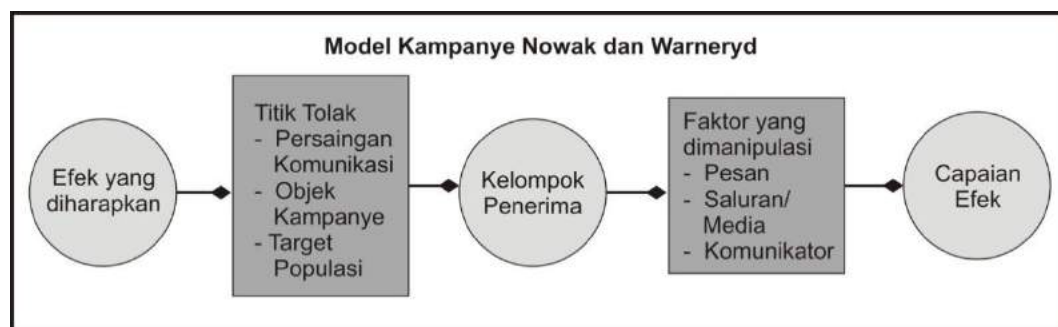 Model Kampanye Nowak dan Warneryd
Efek yang
diharapkan
Titik Tolak
- Persaingan
Komunikasi
- Objek
Kampanye
- Target
Populasi
Kelompok
Penerima
Faktor yang
dimanipulasi
- Pesan
- Saluran/
Media
- Komunikator
Capaian
Efek